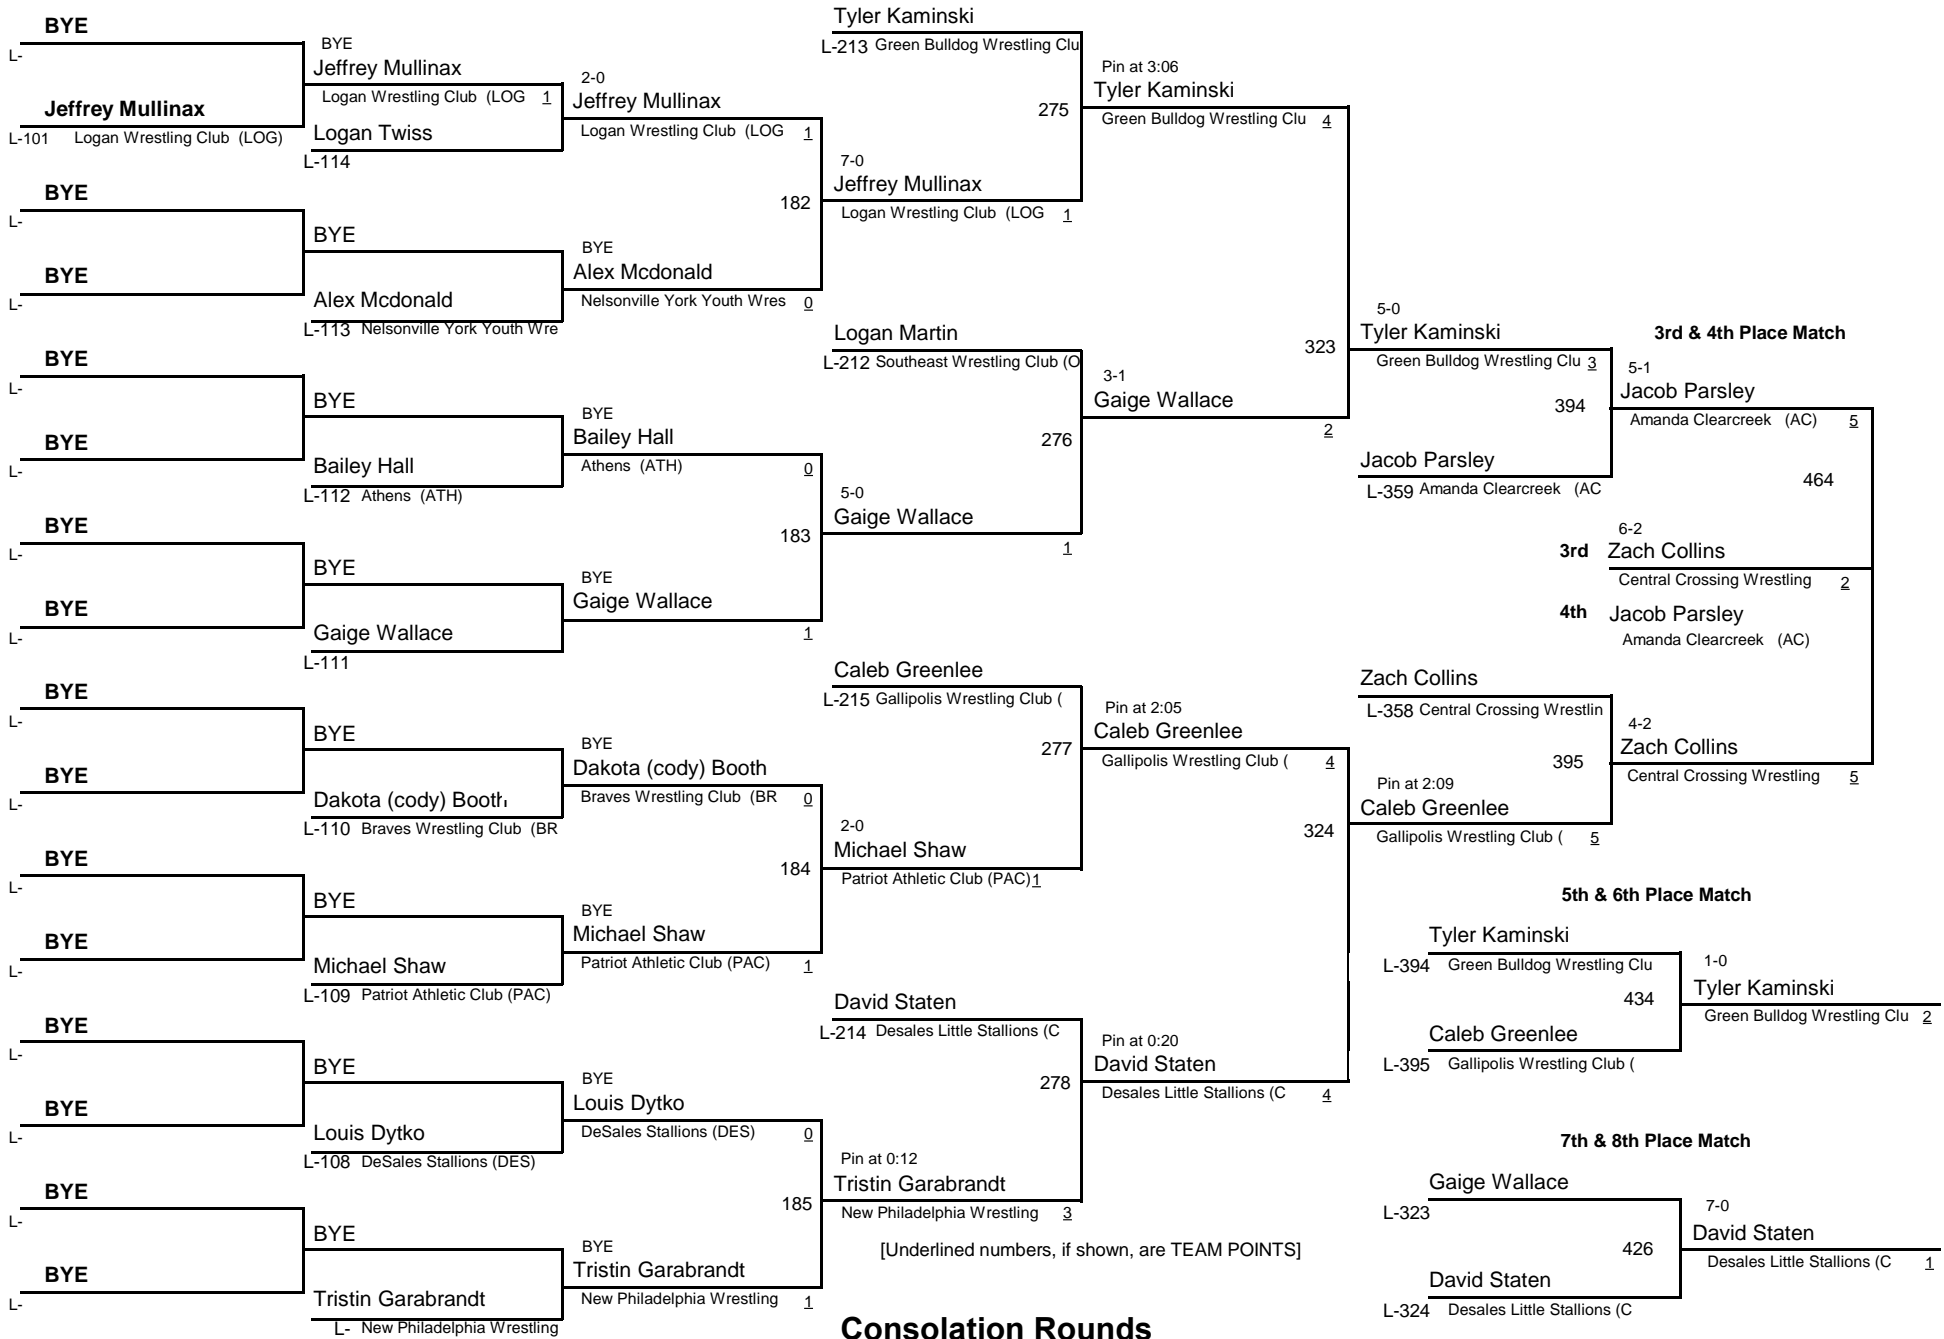 BYE
L-
Jeffrey Mullinax
L-101 Logan Wrestling Club (LOG)
BYE
L-
BYE
L-
BYE
L-
BYE
L-
BYE
L-
BYE
L-
BYE
L-
BYE
L-
BYE
L-
BYE
L-
BYE
L-
BYE
L-
BYE
L-
BYE
L-
BYE
Jeffrey Mullinax
Logan Wrestling Club (LOG 1
Logan Twiss
L-114
BYE
Alex Mcdonald
L-113 Nelsonville York Youth Wre
BYE
Bailey Hall
L-112 Athens (ATH)
BYE
Gaige Wallace
L-111
BYE
Dakota (cody) Booth
L-110 Braves Wrestling Club (BR
BYE
Michael Shaw
L-109 Patriot Athletic Club (PAC)
BYE
Louis Dytko
L-108 DeSales Stallions (DES)
BYE
Tristin Garabrandt
L- New Philadelphia Wrestling
2-0
Jeffrey Mullinax
Logan Wrestling Club (LOG 1
182
BYE
Alex Mcdonald
Nelsonville York Youth Wres 0
BYE
Bailey Hall
Athens (ATH) 0
183
BYE
Gaige Wallace
1
BYE
Dakota (cody) Booth
Braves Wrestling Club (BR 0
184
BYE
Michael Shaw
Patriot Athletic Club (PAC) 1
BYE
Louis Dytko
DeSales Stallions (DES) 0
185
BYE
Tristin Garabrandt
New Philadelphia Wrestling 1
Tyler Kaminski
L-213 Green Bulldog Wrestling Clu
275
7-0
Jeffrey Mullinax
Logan Wrestling Club (LOG 1
Logan Martin
L-212 Southeast Wrestling Club (O
276
5-0
Gaige Wallace
1
Caleb Greenlee
L-215 Gallipolis Wrestling Club (
277
2-0
Michael Shaw
Patriot Athletic Club (PAC) 1
David Staten
L-214 Desales Little Stallions (C
278
Pin at 0:12
Tristin Garabrandt
New Philadelphia Wrestling 3
[Underlined numbers, if shown, are TEAM POINTS]
Consolation Rounds
Pin at 3:06
Tyler Kaminski
Green Bulldog Wrestling Clu 4
323
3-1
Gaige Wallace
2
Pin at 2:05
Caleb Greenlee
Gallipolis Wrestling Club ( 4
324
Pin at 0:20
David Staten
Desales Little Stallions (C 4
5-0
Tyler Kaminski
Green Bulldog Wrestling Clu 3
394
Jacob Parsley
L-359 Amanda Clearcreek (AC
Zach Collins
L-358 Central Crossing Wrestlin
395
Pin at 2:09
Caleb Greenlee
Gallipolis Wrestling Club ( 5
3rd & 4th Place Match
5-1
Jacob Parsley
Amanda Clearcreek (AC) 5
464
6-2
3rd Zach Collins
Central Crossing Wrestling 2
4th Jacob Parsley
Amanda Clearcreek (AC)
4-2
Zach Collins
Central Crossing Wrestling 5
5th & 6th Place Match
Tyler Kaminski
L-394 Green Bulldog Wrestling Clu
434
Caleb Greenlee
L-395 Gallipolis Wrestling Club (
1-0
Tyler Kaminski
Green Bulldog Wrestling Clu 2
7th & 8th Place Match
Gaige Wallace
L-323
426
David Staten
L-324 Desales Little Stallions (C
7-0
David Staten
Desales Little Stallions (C 1